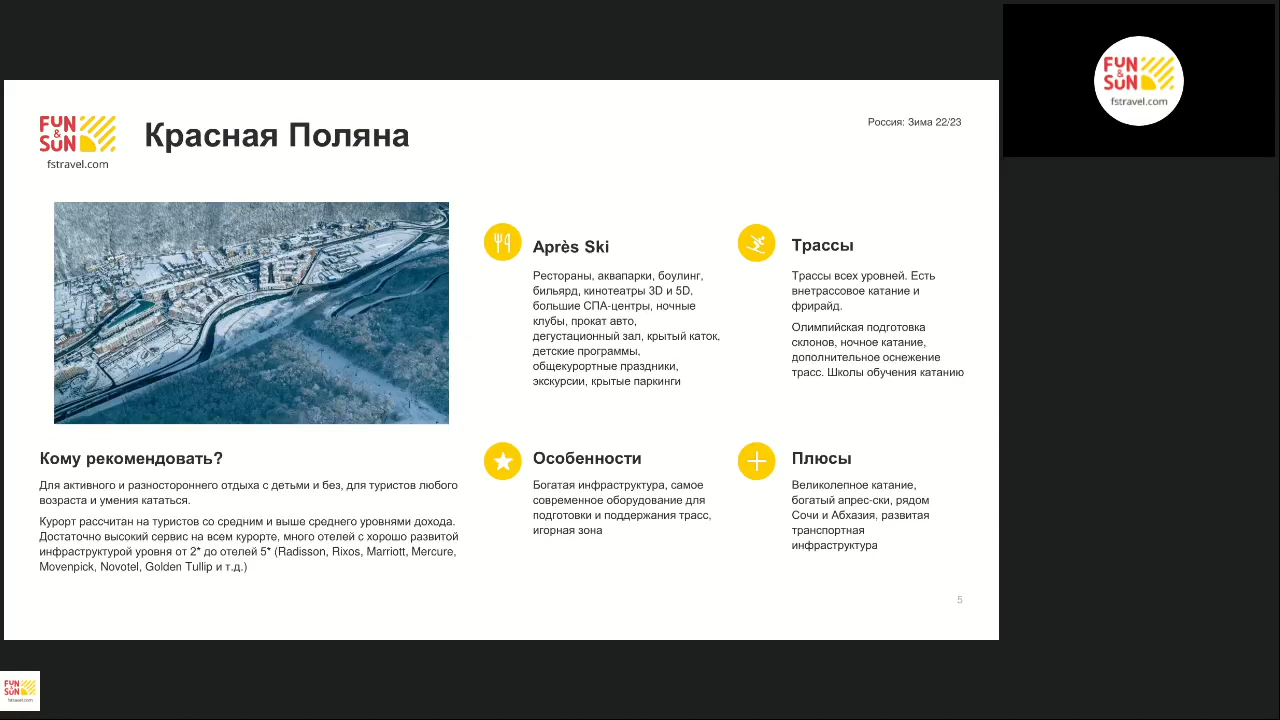 FUN
&
SUN
fstravel.com
Красная Поляна
Россия: Зима 22/23
Après Ski
Рестораны, аквапарки, боулинг,
бильярд, кинотеатры 3D и 5D,
большие СПА-центры, ночные
клубы, прокат авто,
дегустационный зал, крытый каток,
детские программы,
общекурортные праздники,
экскурсии, крытые паркинги
Трассы
Трассы всех уровней. Есть
внетрассовое катание и
фрирайд.
Олимпийская подготовка
склонов, ночное катание,
дополнительное оснежение
трасс. Школы обучения катанию
Кому рекомендовать?
Для активного и разностороннего отдыха с детьми и без, для туристов любого
возраста и умения кататься.
Курорт рассчитан на туристов со средним и выше среднего уровнями дохода.
Достаточно высокий сервис на всем курорте, много отелей с хорошо развитой
инфраструктурой уровня от 2* до отелей 5* (Radisson, Rixos, Marriott, Mercure,
Movenpick, Novotel, Golden Tullip и т.д.)
Особенности
Богатая инфраструктура, самое
современное оборудование для
подготовки и поддержания трасс,
игорная зона
Плюсы
Великолепное катание,
богатый апрес-ски, рядом
Сочи и Абхазия, развитая
транспортная
инфраструктура
5
FUN
&
SUN
fstravel.com
FUN
&
SUN
fstravel.com